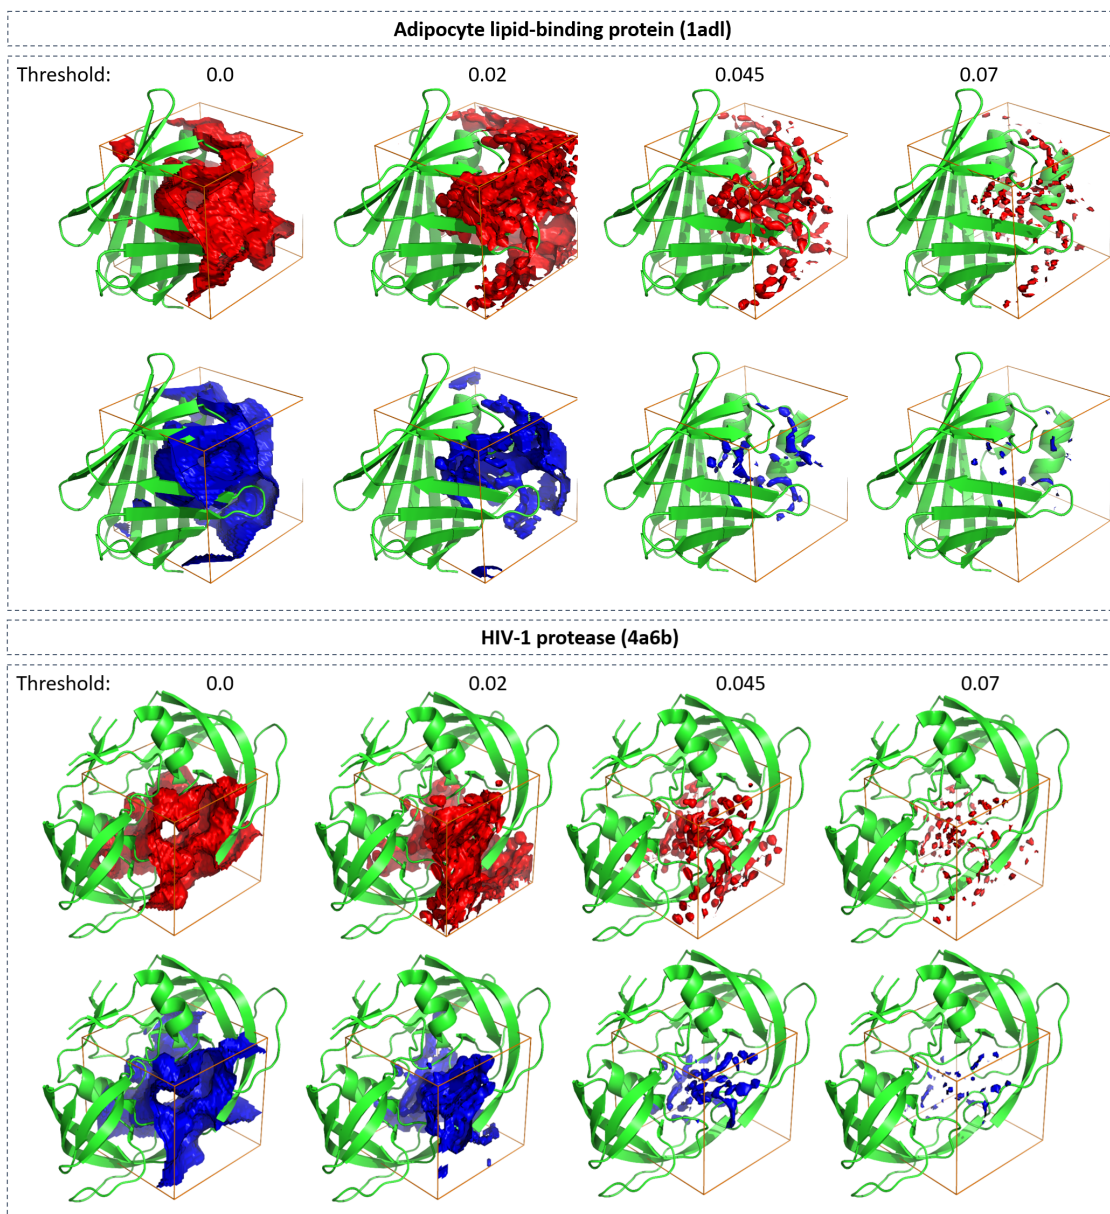 Adipocyte lipid-binding protein (1adl)
Threshold: 0.0 0.02 0.045 0.07
HIV-1 protease (4a6b)
Threshold: 0.0 0.02 0.045 0.07